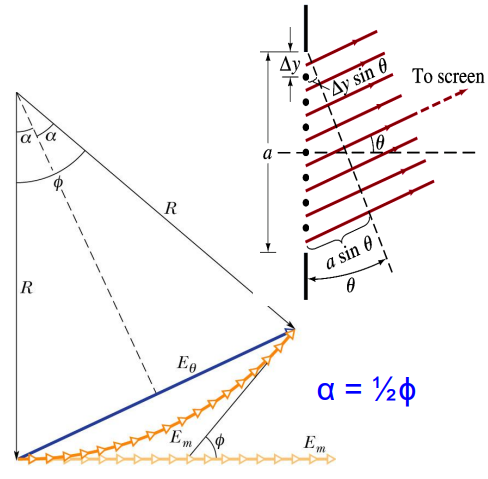 Δy
Δy sin θ
To screen
a
θ
a sin θ
θ
α
α
ϕ
R
R
E_θ
α = ½ϕ
E_m
ϕ
E_m